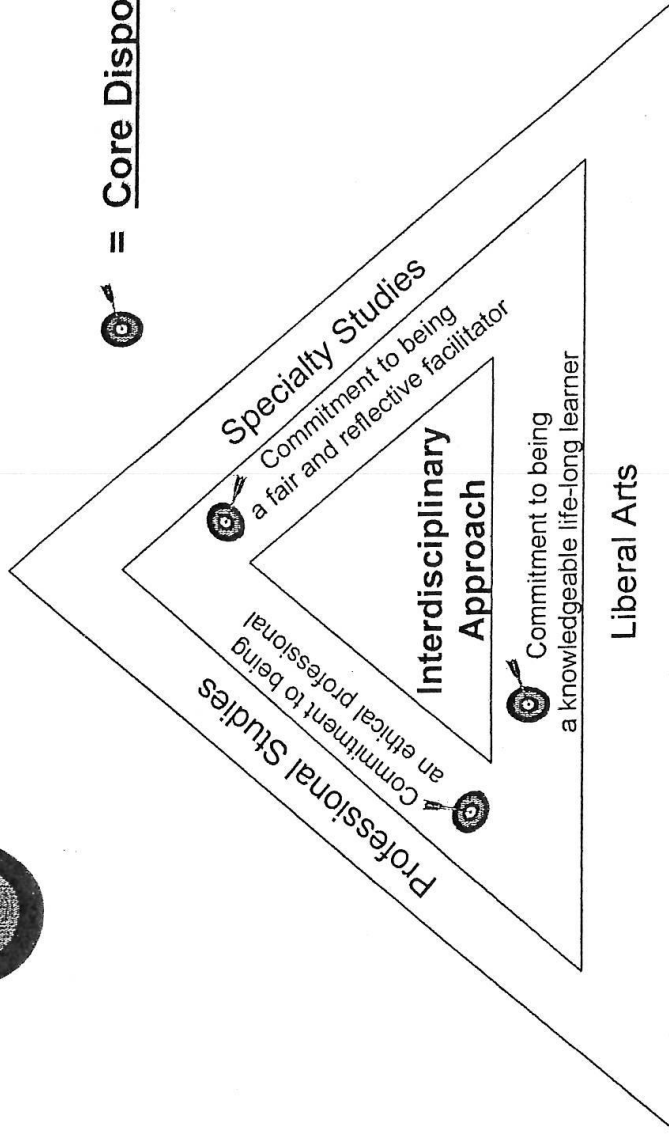 = Core Dispo
Professional Studies
Specialty Studies
Commitment to being
an ethical professional
Commitment to being
a fair and reflective facilitator
Interdisciplinary
Approach
Commitment to being
a knowledgeable life-long learner
Liberal Arts